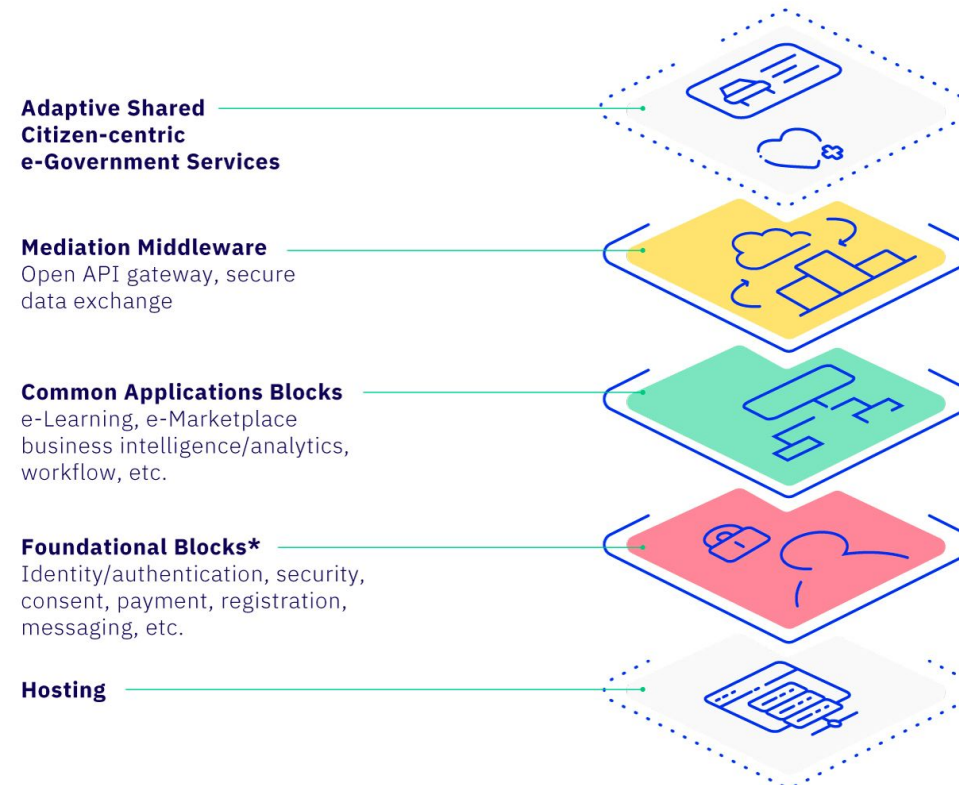 Adaptive Shared
Citizen-centric
e-Government Services
Mediation Middleware
Open API gateway, secure
data exchange
Common Applications Blocks
e-Learning, e-Marketplace
business intelligence/analytics,
workflow, etc.
Foundational Blocks*
Identity/authentication, security,
consent, payment, registration,
messaging, etc.
Hosting